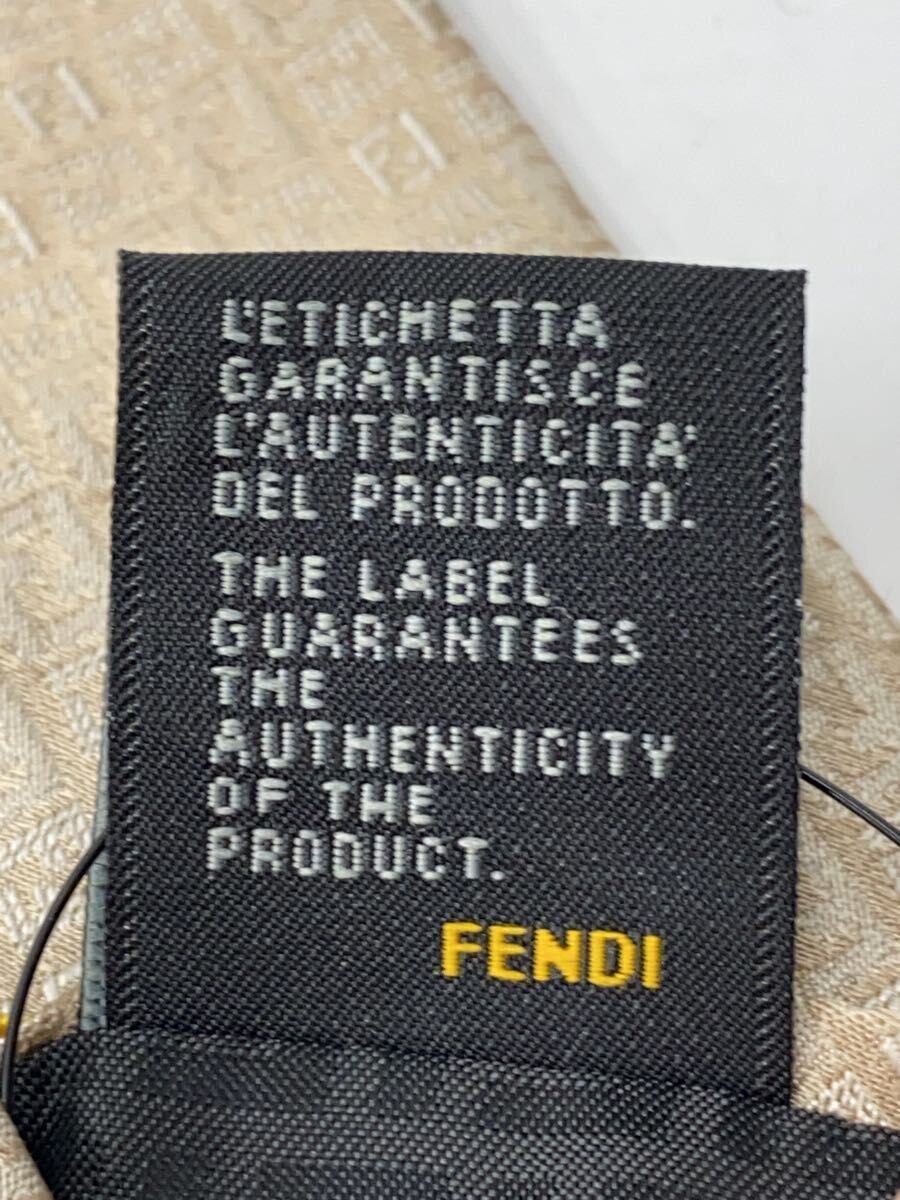 L'ETICHETTA
GARANTISCE
L'AUTENTICITA'
DEL PRODOTTO.
THE LABEL
GUARANTEES
THE
AUTHENTICITY
OF THE
PRODUCT.
FENDI